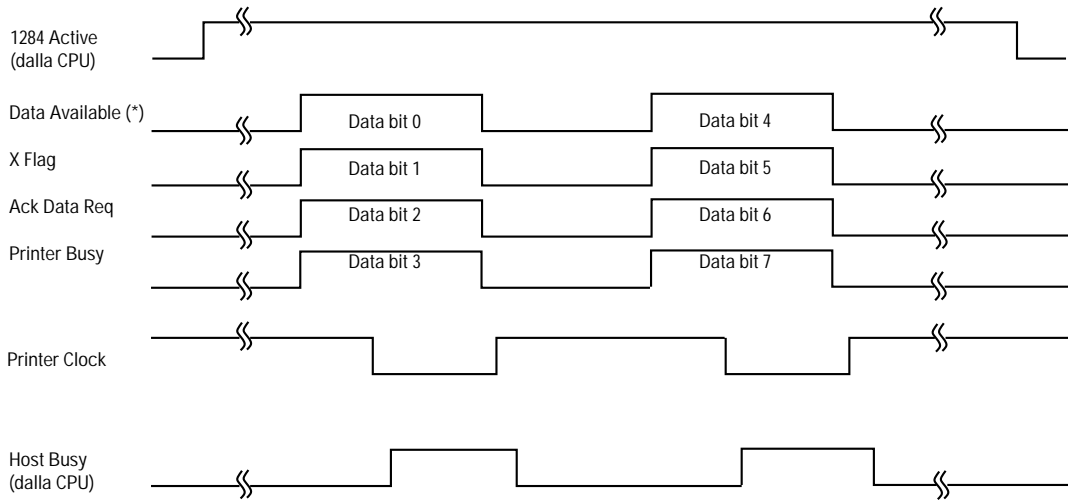 1284 Active
(dalla CPU)
Data Available (*)
Data bit 0
Data bit 4
X Flag
Data bit 1
Data bit 5
Ack Data Req
Data bit 2
Data bit 6
Printer Busy
Data bit 3
Data bit 7
Printer Clock
Host Busy
(dalla CPU)